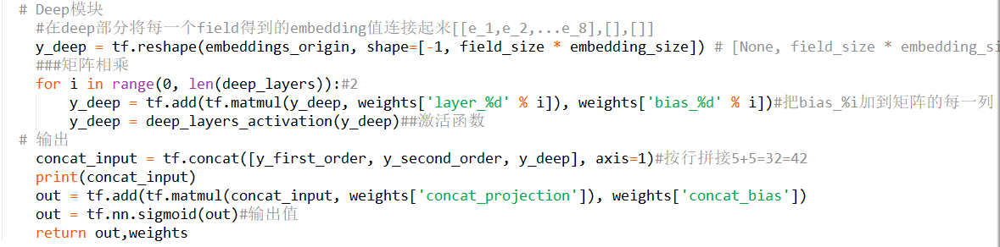 # Deep模块
#在deep部分将每一个field得到的embedding值连接起来[[e_1,e_2,...e_8],[],[]]
y_deep = tf.reshape(embeddings_origin, shape=[-1, field_size * embedding_size]) # [None, field_size * embedding_si
###矩阵相乘
for i in range(0, len(deep_layers)):#2
y_deep = tf.add(tf.matmul(y_deep, weights['layer_%d' % i]), weights['bias_%d' % i])#把bias_%i加到矩阵的每一列
y_deep = deep_layers_activation(y_deep)##激活函数
# 输出
concat_input = tf.concat([y_first_order, y_second_order, y_deep], axis=1)#按行拼接5+5=32=42
print(concat_input)
out = tf.add(tf.matmul(concat_input, weights['concat_projection']), weights['concat_bias'])
out = tf.nn.sigmoid(out)#输出值
return out,weights